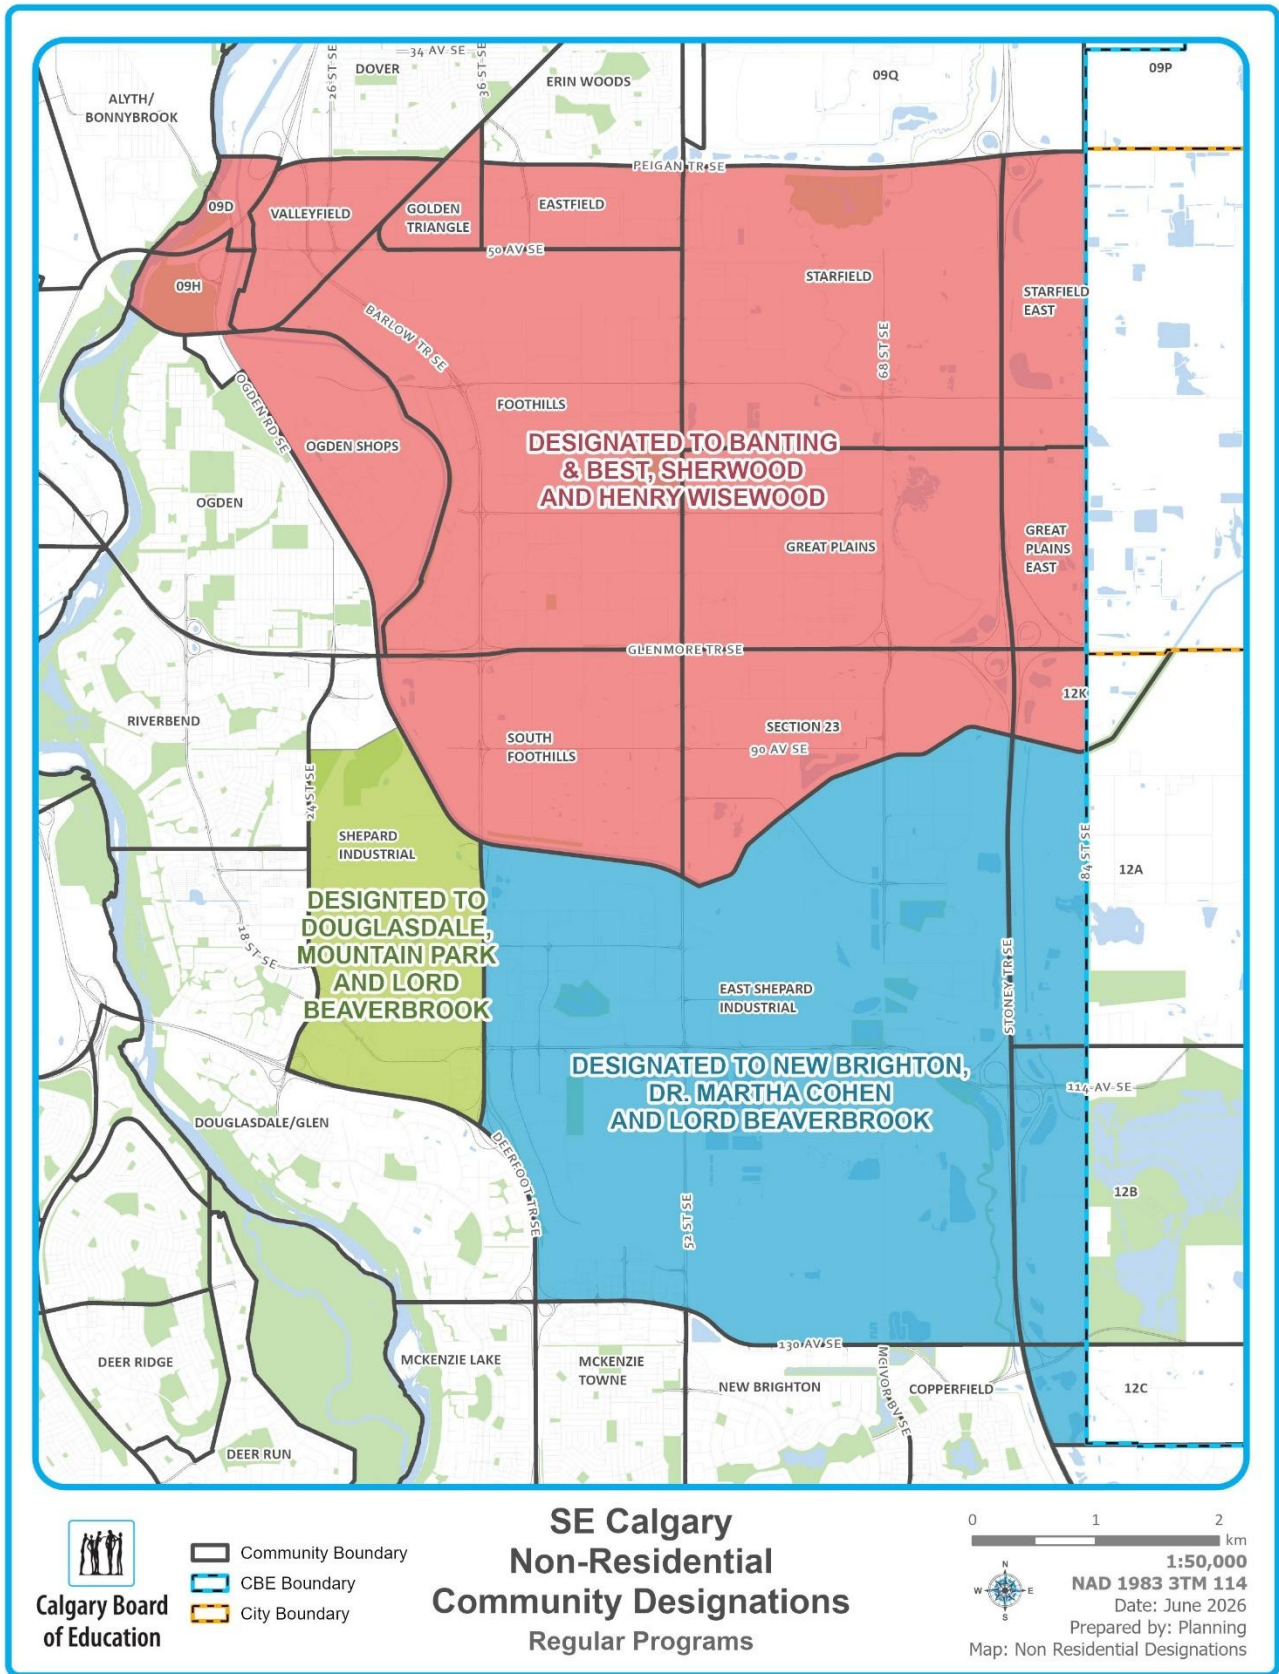 34 AV SE
26 ST SE
36 ST SE
DOVER
ERIN WOODS
09Q
09P
ALYTH/
BONNYBROOK
PEIGAN TR SE
09D
VALLEYFIELD
GOLDEN
TRIANGLE
EASTFIELD
50 AV SE
STARFIELD
STARFIELD
EAST
09H
BARLOW TR SE
68 ST SE
OGDEN RD SE
FOOTHILLS
OGDEN SHOPS
DESIGNATED TO BANTING
& BEST, SHERWOOD
AND HENRY WISEWOOD
OGDEN
GREAT PLAINS
GREAT
PLAINS
EAST
GLENMORE TR SE
12K
RIVERBEND
SOUTH
FOOTHILLS
SECTION 23
90 AV SE
24 ST SE
SHEPARD
INDUSTRIAL
84 ST SE
12A
DESIGNTED TO
DOUGLASDALE,
MOUNTAIN PARK
AND LORD
BEAVERBROOK
18 ST SE
EAST SHEPARD
INDUSTRIAL
STONEY TR SE
DESIGNATED TO NEW BRIGHTON,
DR. MARTHA COHEN
AND LORD BEAVERBROOK
114 AV SE
DOUGLASDALE/GLEN
DEERFOOT TR SE
52 ST SE
12B
130 AV SE
DEER RIDGE
MCKENZIE LAKE
MCKENZIE
TOWNE
NEW BRIGHTON
MCIVOR BV SE
COPPERFIELD
12C
DEER RUN
Calgary Board
of Education
Community Boundary
CBE Boundary
City Boundary
SE Calgary
Non-Residential
Community Designations
Regular Programs
0 1 2
km
1:50,000
N
W E
S
NAD 1983 3TM 114
Date: June 2026
Prepared by: Planning
Map: Non Residential Designations